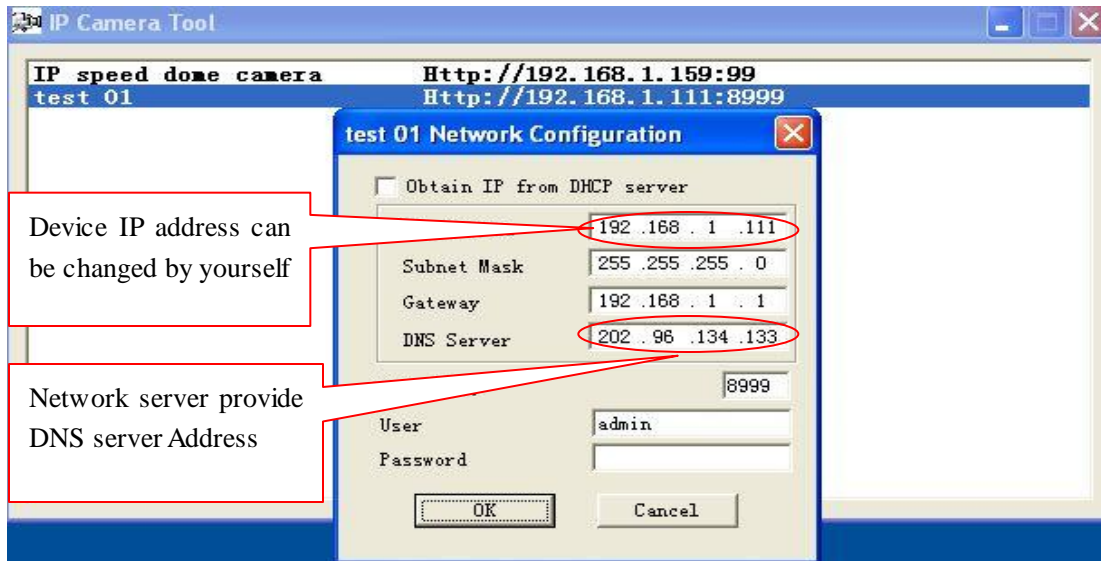 IP Camera Tool
IP speed dome camera Http://192.168.1.159:99
test 01 Http://192.168.1.111:8999
test 01 Network Configuration
Obtain IP from DHCP server
192 .168 . 1 .111
Subnet Mask 255 .255 .255 . 0
Gateway 192 .168 . 1 . 1
DNS Server 202 . 96 .134 .133
8999
User admin
Password
OK Cancel
Device IP address can
be changed by yourself
Network server provide
DNS server Address